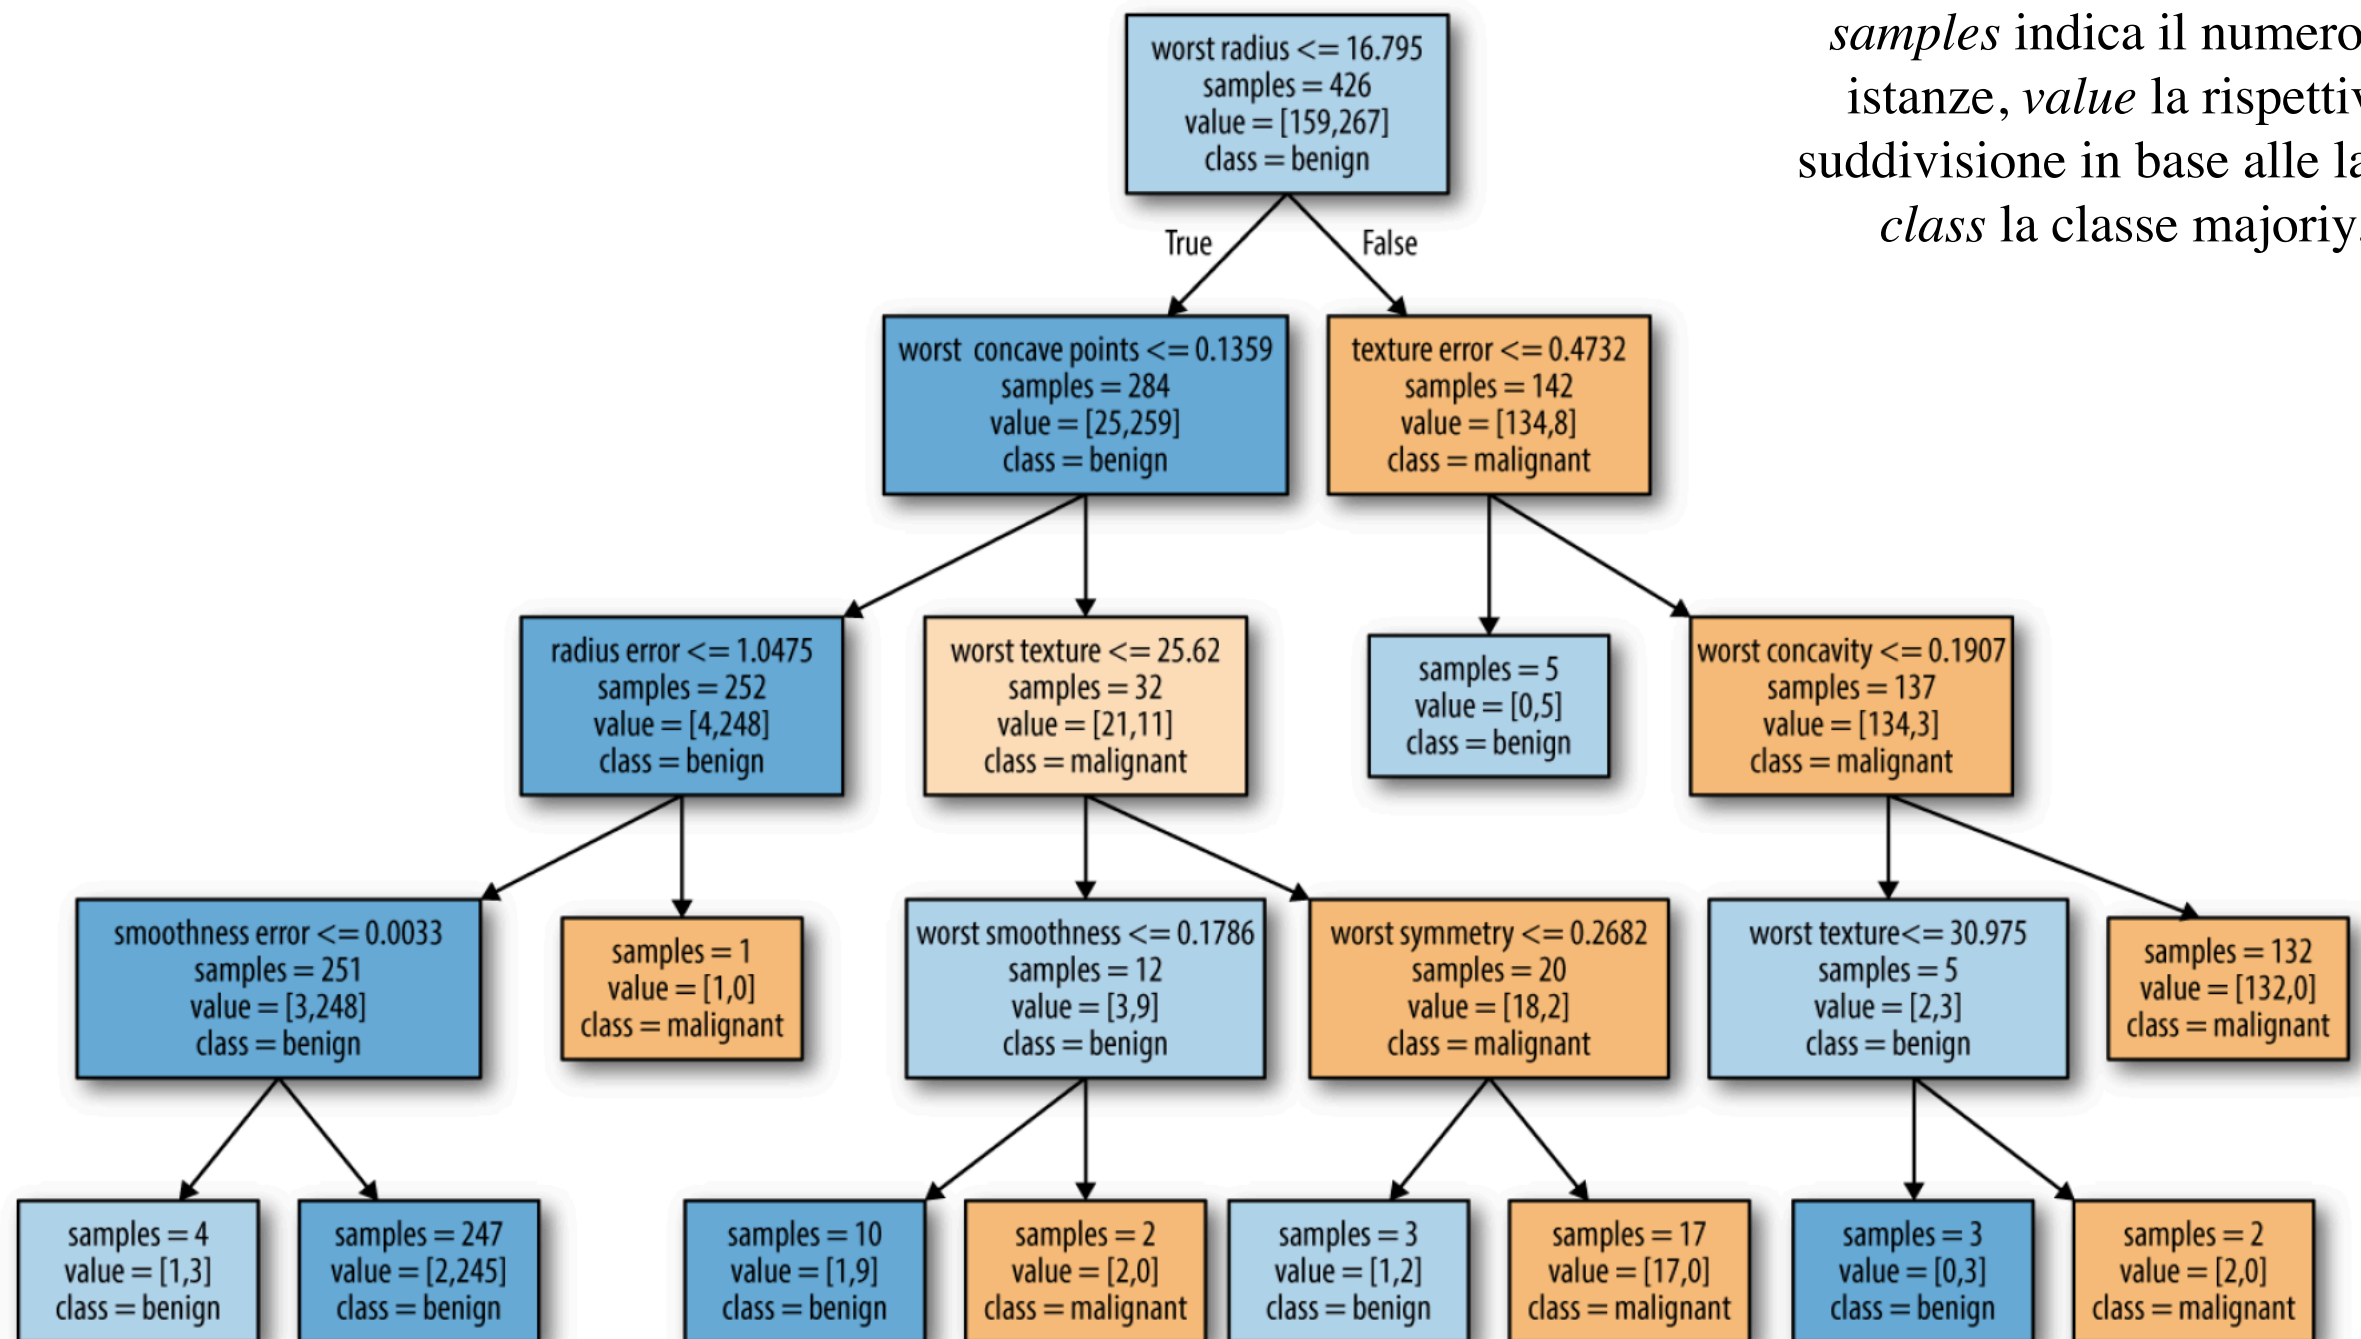 samples indica il numero
istanze, value la rispettiv
suddivisione in base alle la
class la classe majoriy.
worst radius <= 16.795
samples = 426
value = [159,267]
class = benign
True
False
worst concave points <= 0.1359
samples = 284
value = [25,259]
class = benign
texture error <= 0.4732
samples = 142
value = [134,8]
class = malignant
radius error <= 1.0475
samples = 252
value = [4,248]
class = benign
worst texture <= 25.62
samples = 32
value = [21,11]
class = malignant
samples = 5
value = [0,5]
class = benign
worst concavity <= 0.1907
samples = 137
value = [134,3]
class = malignant
smoothness error <= 0.0033
samples = 251
value = [3,248]
class = benign
samples = 1
value = [1,0]
class = malignant
worst smoothness <= 0.1786
samples = 12
value = [3,9]
class = benign
worst symmetry <= 0.2682
samples = 20
value = [18,2]
class = malignant
worst texture<= 30.975
samples = 5
value = [2,3]
class = benign
samples = 132
value = [132,0]
class = malignant
samples = 4
value = [1,3]
class = benign
samples = 247
value = [2,245]
class = benign
samples = 10
value = [1,9]
class = benign
samples = 2
value = [2,0]
class = malignant
samples = 3
value = [1,2]
class = benign
samples = 17
value = [17,0]
class = malignant
samples = 3
value = [0,3]
class = benign
samples = 2
value = [2,0]
class = malignant